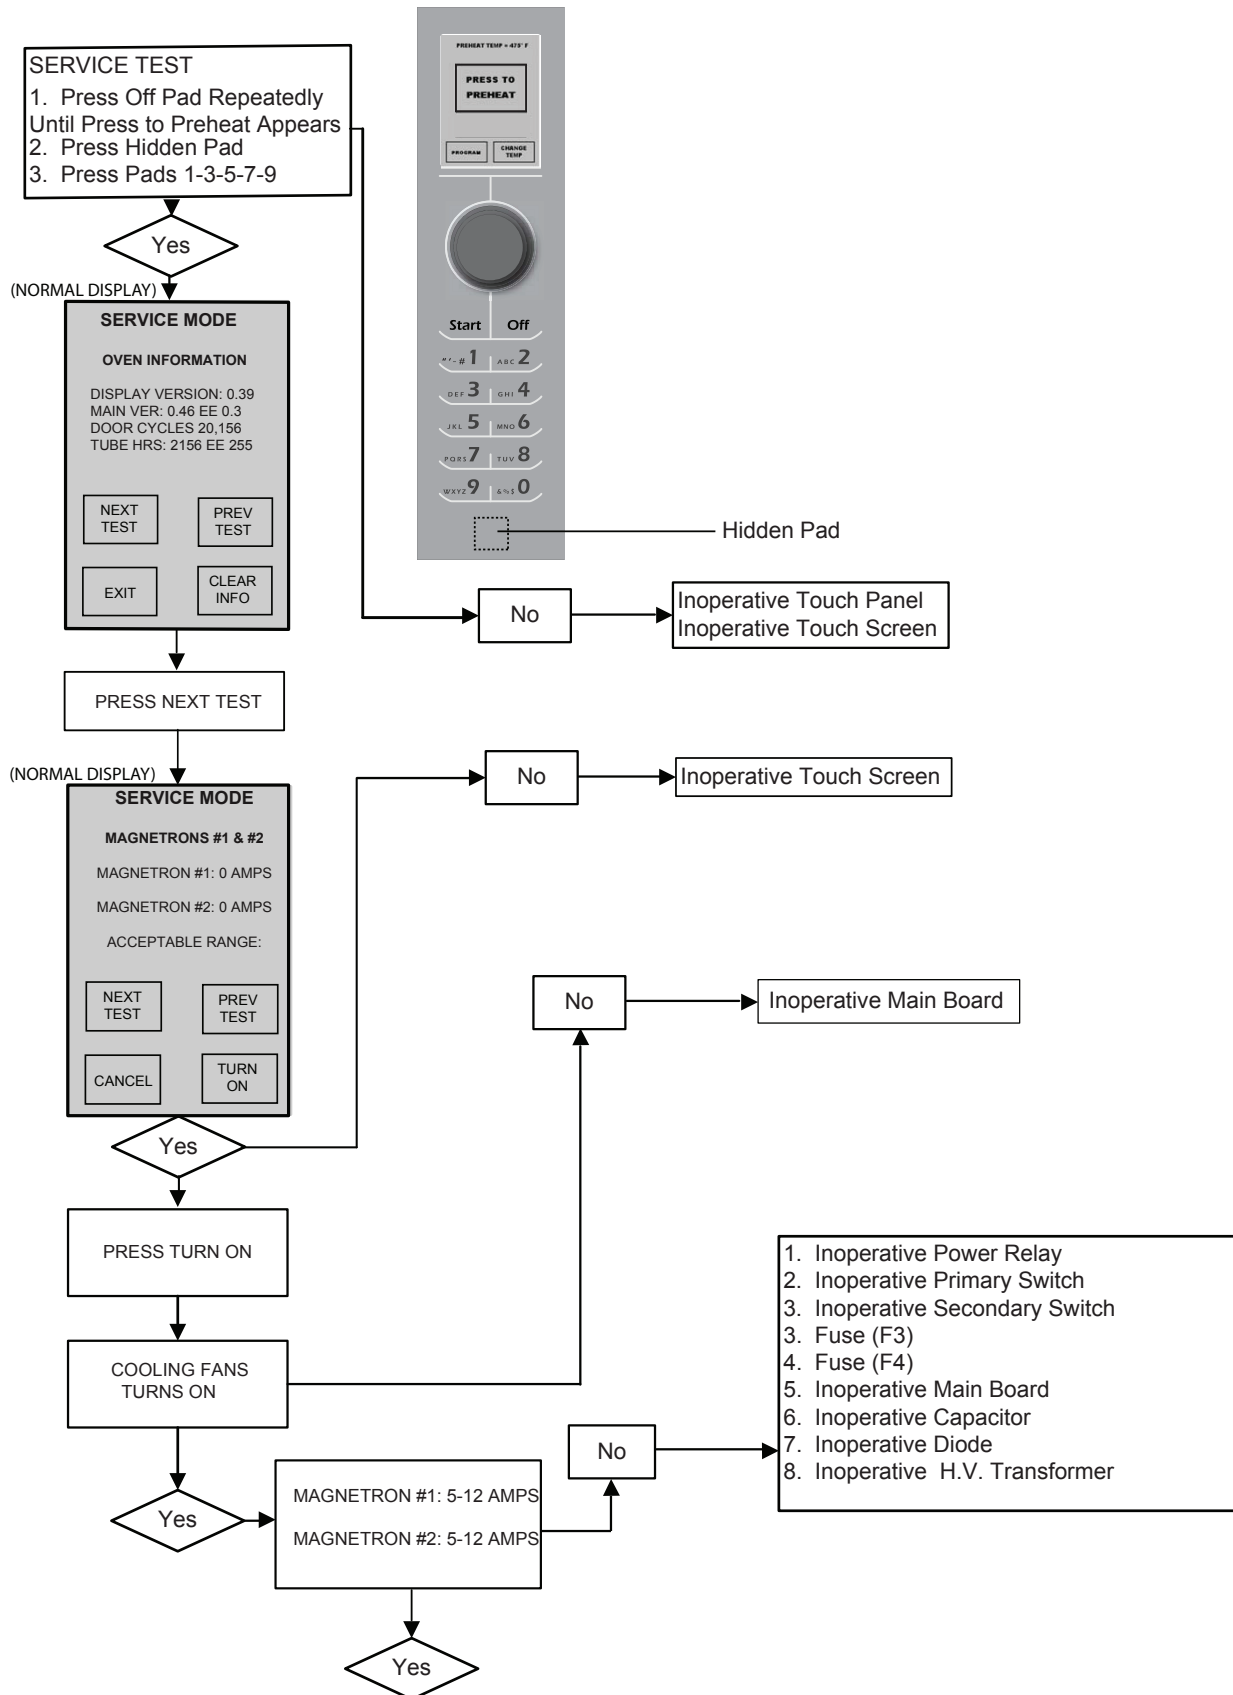 SERVICE TEST
1. Press Off Pad Repeatedly
Until Press to Preheat Appears
2. Press Hidden Pad
3. Press Pads 1-3-5-7-9
PREHEAT TEMP = 475° F
PRESS TO
PREHEAT
PROGRAM
CHANGE
TEMP
Start Off
1 ABC 2
DEF 3 GHI 4
JKL 5 MNO 6
PQRS 7 TUV 8
WXYZ 9 &%$ 0
Hidden Pad
Yes
(NORMAL DISPLAY)
SERVICE MODE
OVEN INFORMATION
DISPLAY VERSION: 0.39
MAIN VER: 0.46 EE 0.3
DOOR CYCLES 20,156
TUBE HRS: 2156 EE 255
NEXT
TEST
PREV
TEST
EXIT
CLEAR
INFO
No
Inoperative Touch Panel
Inoperative Touch Screen
PRESS NEXT TEST
(NORMAL DISPLAY)
SERVICE MODE
MAGNETRONS #1 & #2
MAGNETRON #1: 0 AMPS
MAGNETRON #2: 0 AMPS
ACCEPTABLE RANGE:
NEXT
TEST
PREV
TEST
CANCEL
TURN
ON
No
Inoperative Touch Screen
Yes
No
Inoperative Main Board
PRESS TURN ON
COOLING FANS
TURNS ON
Yes
MAGNETRON #1: 5-12 AMPS
MAGNETRON #2: 5-12 AMPS
No
1. Inoperative Power Relay
2. Inoperative Primary Switch
3. Inoperative Secondary Switch
3. Fuse (F3)
4. Fuse (F4)
5. Inoperative Main Board
6. Inoperative Capacitor
7. Inoperative Diode
8. Inoperative H.V. Transformer
Yes